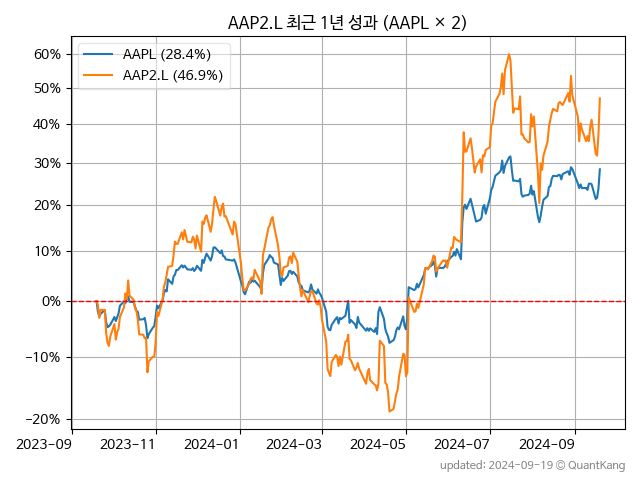 AAP2.L 최근 1년 성과 (AAPL × 2)
AAPL (28.4%)
AAP2.L (46.9%)
60%
50%
40%
30%
20%
10%
0%
−10%
−20%
2023-09 2023-11 2024-01 2024-03 2024-05 2024-07 2024-09
updated: 2024-09-19 © QuantKang